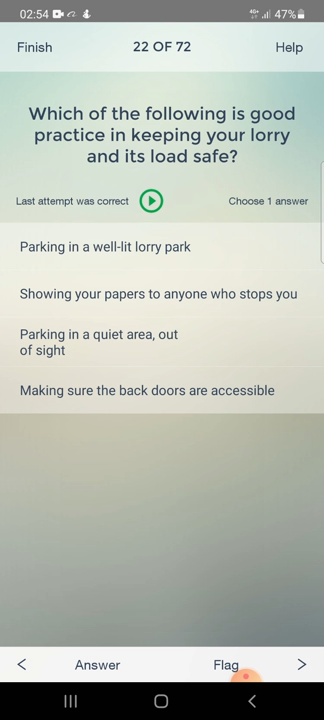 02:54
4G+ 47%
Finish 22 OF 72 Help
Which of the following is good
practice in keeping your lorry
and its load safe?
Last attempt was correct Choose 1 answer
Parking in a well-lit lorry park
Showing your papers to anyone who stops you
Parking in a quiet area, out
of sight
Making sure the back doors are accessible
< Answer Flag >